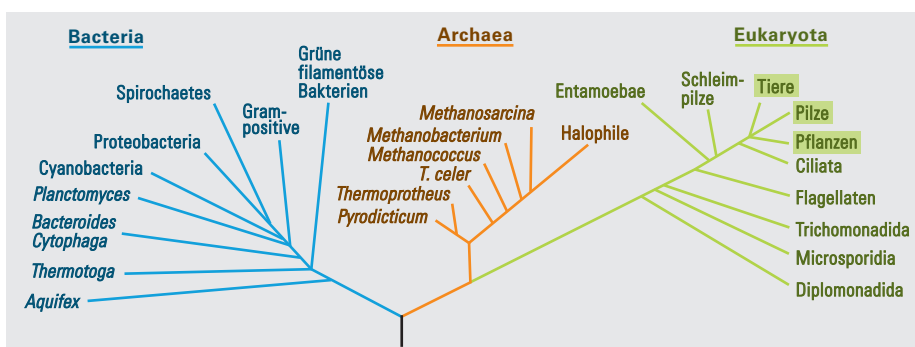 Bacteria
Archaea
Eukaryota
Grüne
filamentöse
Bakterien
Spirochaetes
Gram-
positive
Proteobacteria
Cyanobacteria
Planctomyces
Bacteroides
Cytophaga
Thermotoga
Aquifex
Methanosarcina
Methanobacterium
Methanococcus
T. celer
Thermoprotheus
Pyrodicticum
Halophile
Entamoebae
Schleim-
pilze
Tiere
Pilze
Pflanzen
Ciliata
Flagellaten
Trichomonadida
Microsporidia
Diplomonadida